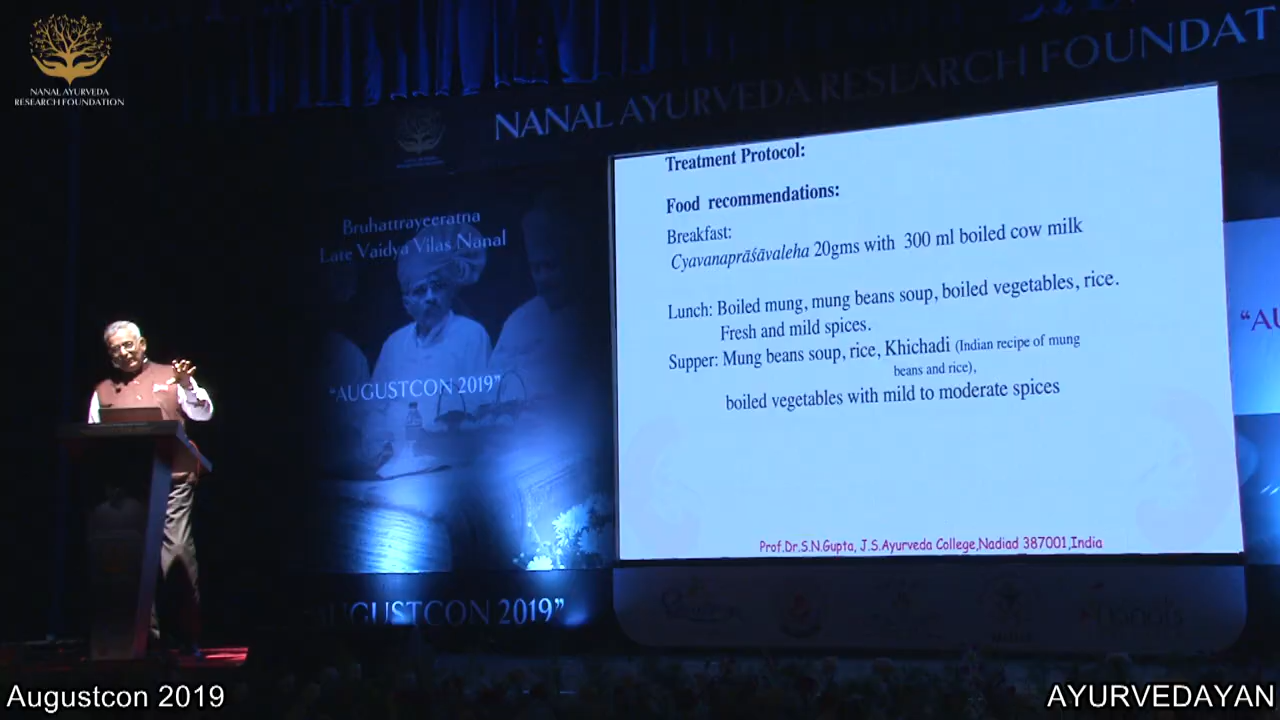 NANAL AYURVEDA
RESEARCH FOUNDATION
NANAL AYURVEDA RESEARCH FOUNDAT
Bruhattrayeeratna
Late Vaidya Vilas Nanal
"AUGUSTCON 2019"
Treatment Protocol:
Food recommendations:
Breakfast:
Cyavanaprāśāvaleha 20gms with 300 ml boiled cow milk
Lunch: Boiled mung, mung beans soup, boiled vegetables, rice.
Fresh and mild spices.
Supper: Mung beans soup, rice, Khichadi (Indian recipe of mung
beans and rice),
boiled vegetables with mild to moderate spices
Prof.Dr.S.N.Gupta, J.S.Ayurveda College,Nadiad 387001,India
"AU
UGUSTCON 2019"
Augustcon 2019
AYURVEDAYAN